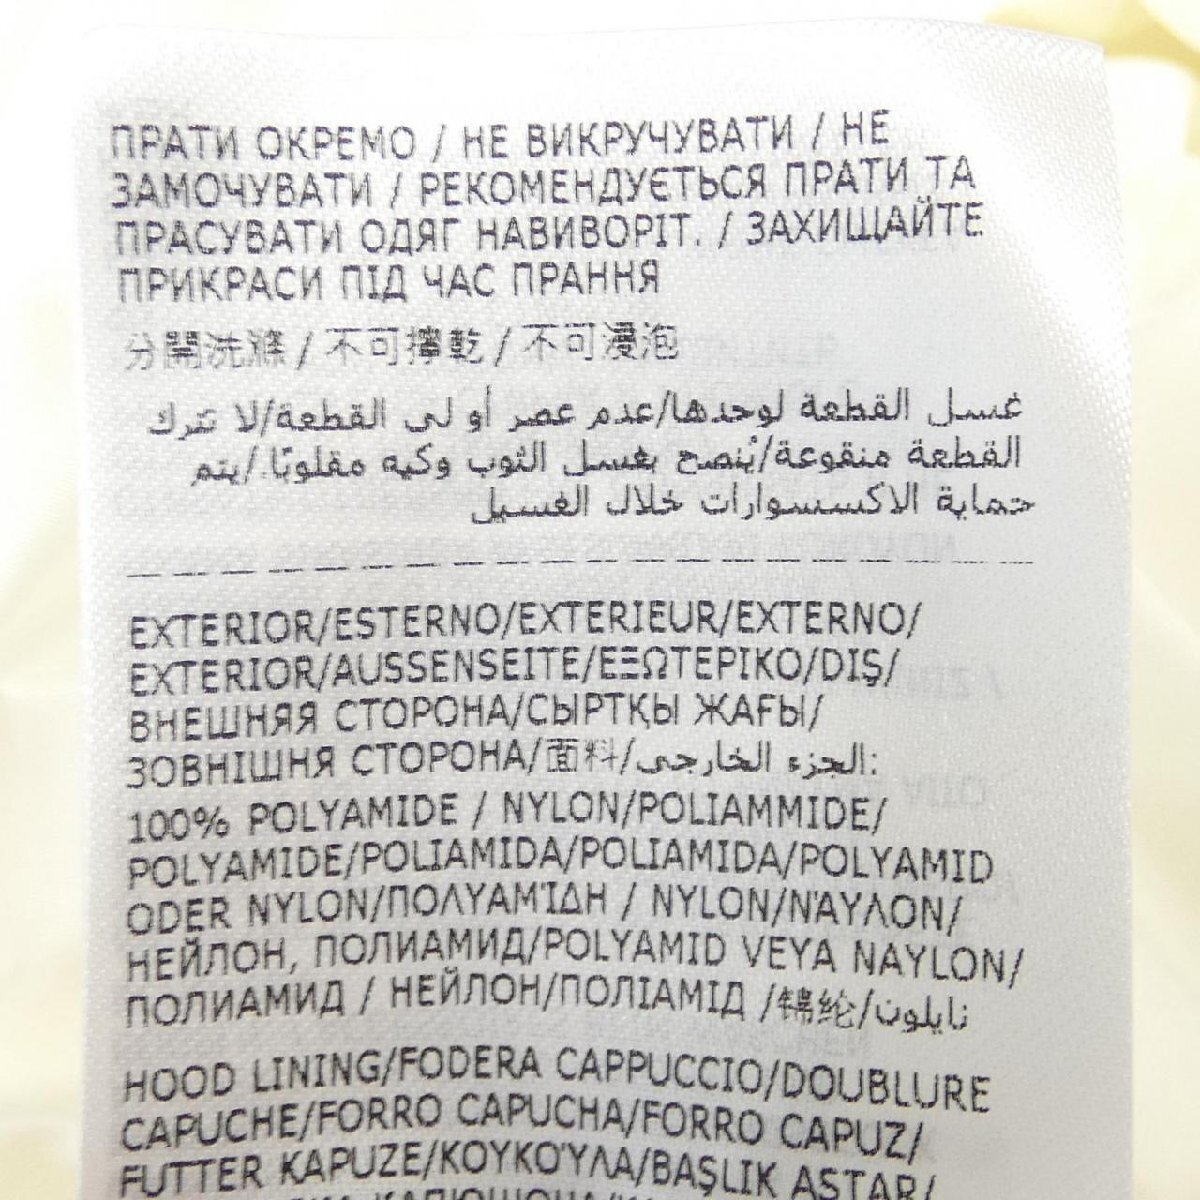 ПРАТИ ОКРЕМО / НЕ ВИКРУЧУВАТИ / НЕ
ЗАМОЧУВАТИ / РЕКОМЕНДУЄТЬСЯ ПРАТИ ТА
ПРАСУВАТИ ОДЯГ НАВИВОРІТ. / ЗАХИЩАЙТЕ
ПРИКРАСИ ПІД ЧАС ПРАННЯ
分開洗滌 / 不可擰乾 / 不可浸泡
غسل القطعة لوحدها/عدم عصر أو لى القطعة/لا تترك
القطعة منقوعة/يُنصح بغسل الثوب وكيه مقلوبًا./يتم
حماية الاكسسوارات خلال الغسيل
EXTERIOR/ESTERNO/EXTERIEUR/EXTERNO/
EXTERIOR/AUSSENSEITE/ΕΞΩΤΕΡΙΚΟ/DIŞ/
ВНЕШНЯЯ СТОРОНА/СЫРТҚЫ ЖАҒЫ/
ЗОВНІШНЯ СТОРОНА/面料/الجزء الخارجى:
100% POLYAMIDE / NYLON/POLIAMMIDE/
POLYAMIDE/POLIAMIDA/POLIAMIDA/POLYAMID
ODER NYLON/ΠΟΛΥΑΜΊΔΗ / NYLON/ΝΆΥΛΟΝ/
НЕЙЛОН, ПОЛИАМИД/POLYAMID VEYA NAYLON/
ПОЛИАМИД / НЕЙЛОН/ПОЛІАМІД /锦纶/نايلون
HOOD LINING/FODERA CAPPUCCIO/DOUBLURE
CAPUCHE/FORRO CAPUCHA/FORRO CAPUZ/
FUTTER KAPUZE/ΚΟΥΚΟΎΛΑ/BAŞLIK ASTAR/